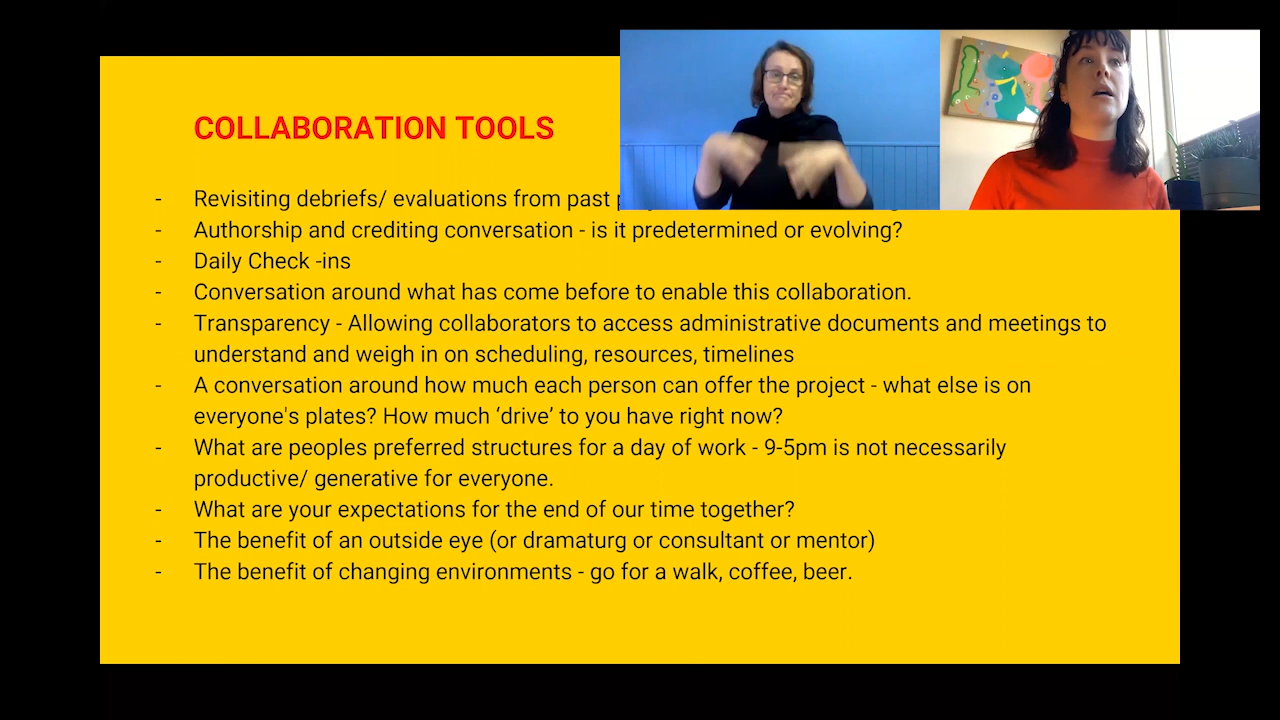 COLLABORATION TOOLS
- Revisiting debriefs/ evaluations from past
- Authorship and crediting conversation - is it predetermined or evolving?
- Daily Check -ins
- Conversation around what has come before to enable this collaboration.
- Transparency - Allowing collaborators to access administrative documents and meetings to
understand and weigh in on scheduling, resources, timelines
- A conversation around how much each person can offer the project - what else is on
everyone's plates? How much ‘drive’ to you have right now?
- What are peoples preferred structures for a day of work - 9-5pm is not necessarily
productive/ generative for everyone.
- What are your expectations for the end of our time together?
- The benefit of an outside eye (or dramaturg or consultant or mentor)
- The benefit of changing environments - go for a walk, coffee, beer.